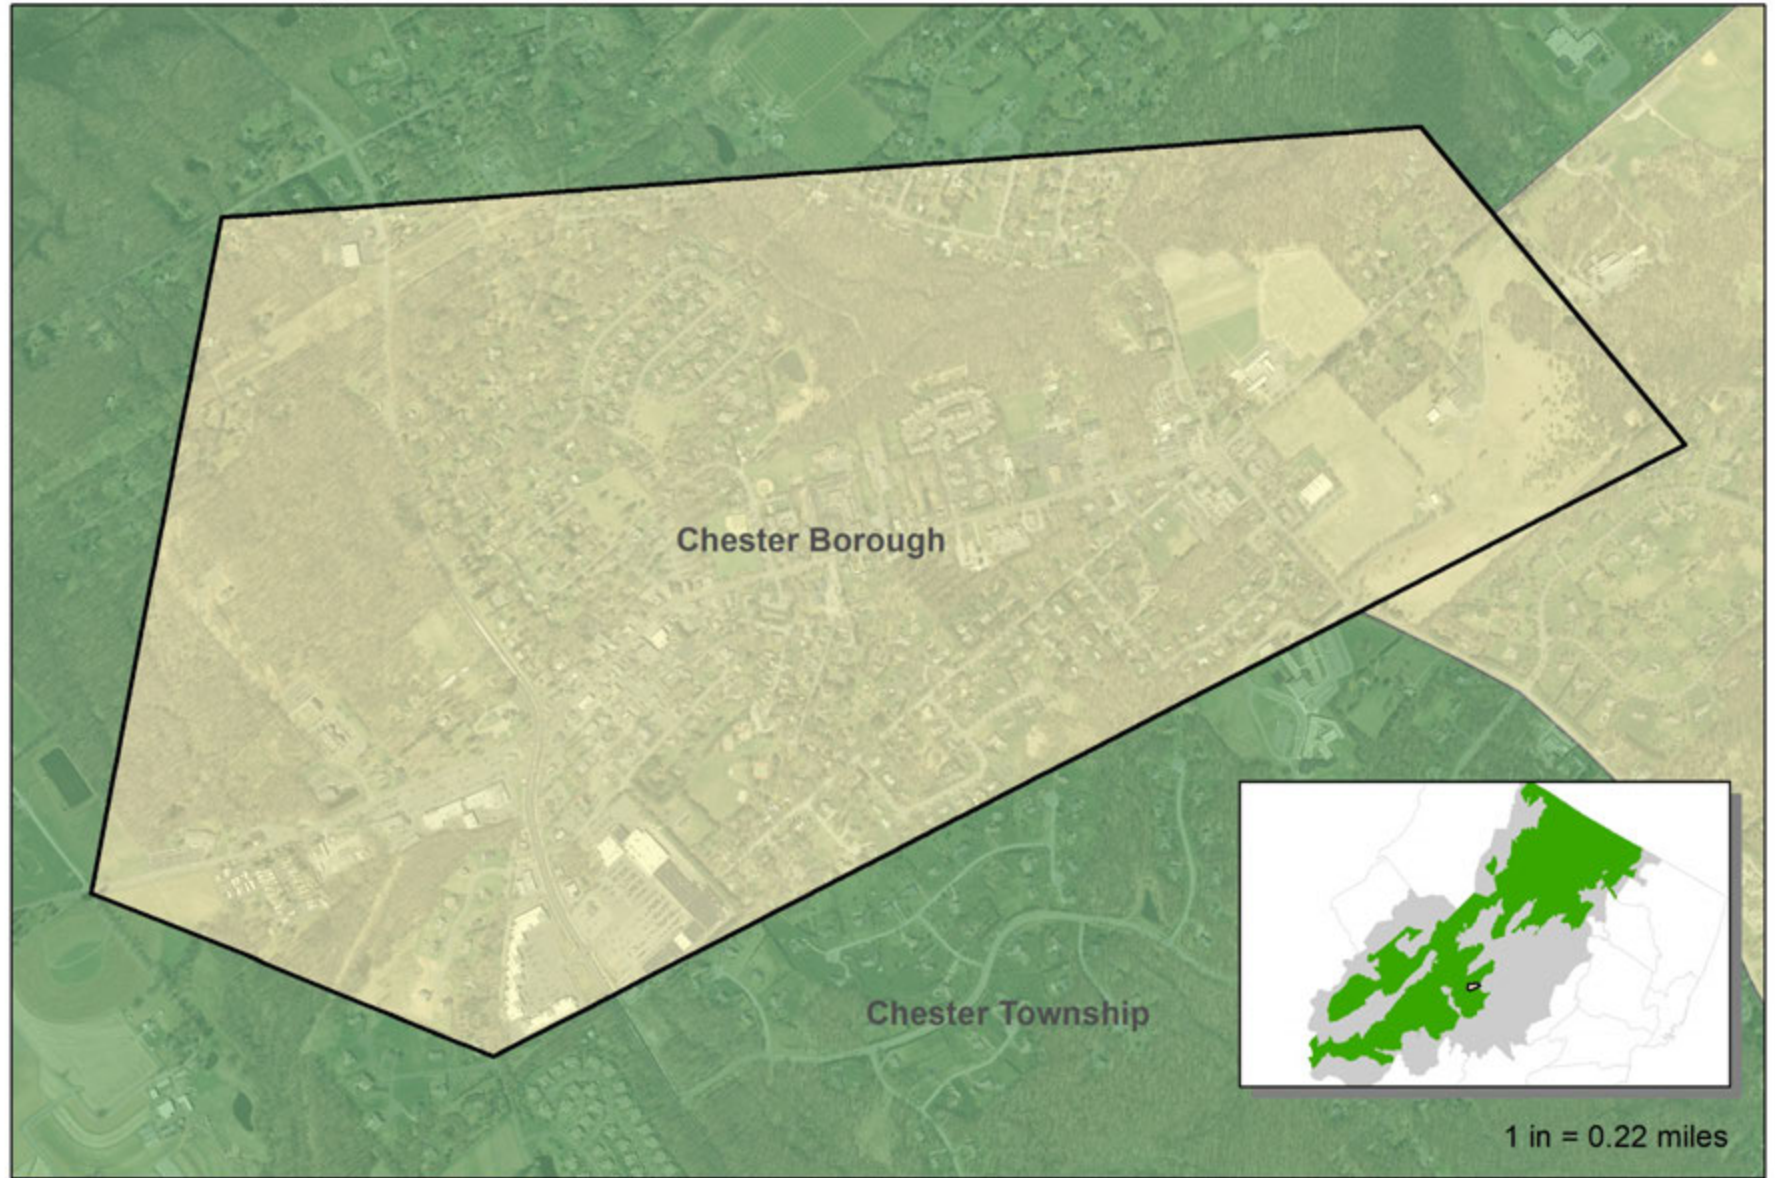 Chester Borough
Chester Township
1 in = 0.22 miles